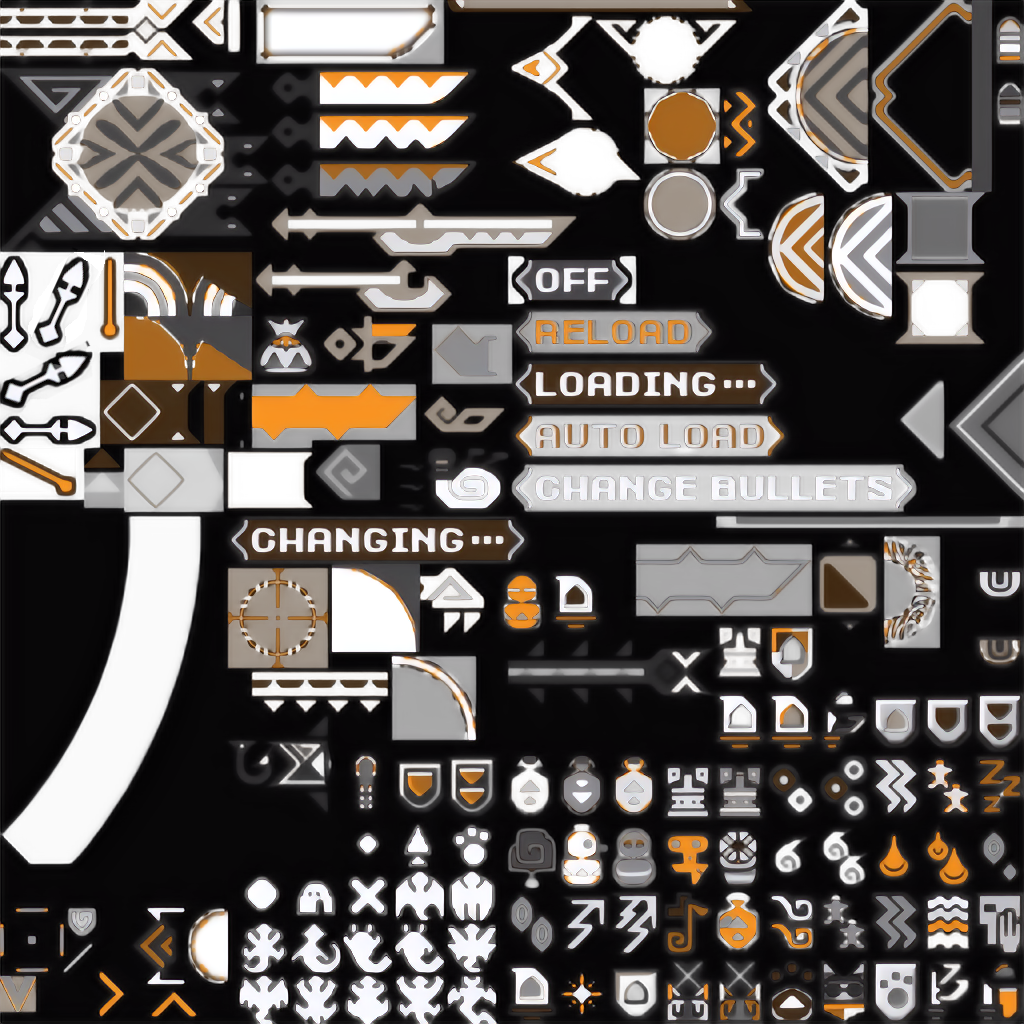 OFF
RELOAD
LOADING...
AUTO LOAD
CHANGE BULLETS
CHANGING...